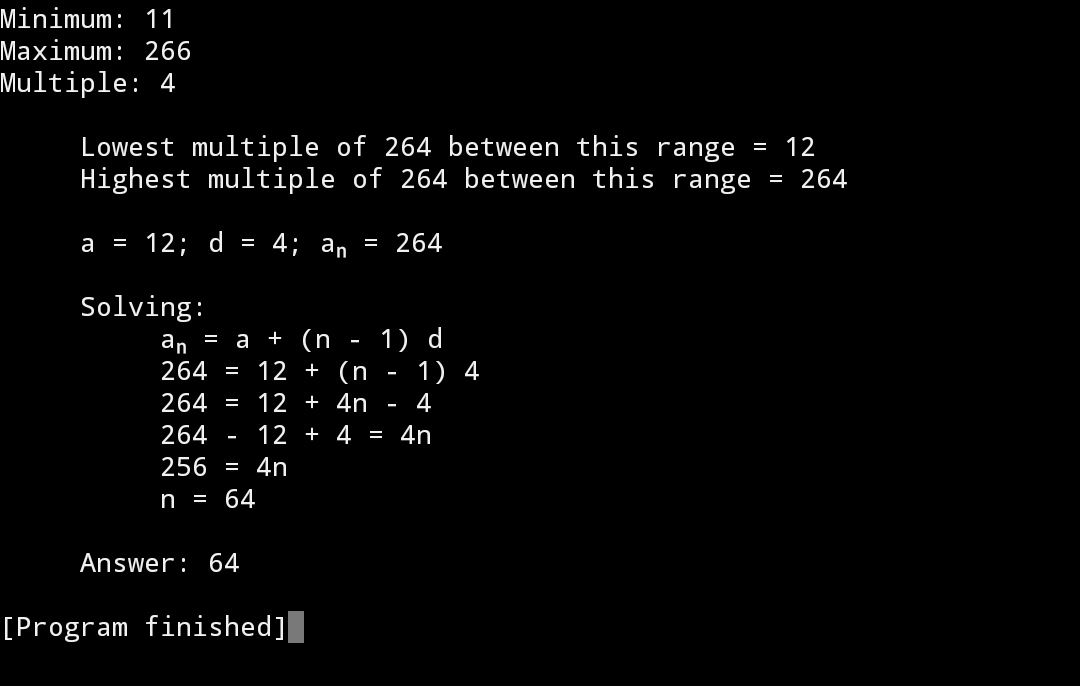 Minimum: 11
Maximum: 266
Multiple: 4
Lowest multiple of 264 between this range = 12
Highest multiple of 264 between this range = 264
a = 12; d = 4; aₙ = 264
Solving:
aₙ = a + (n - 1) d
264 = 12 + (n - 1) 4
264 = 12 + 4n - 4
264 - 12 + 4 = 4n
256 = 4n
n = 64
Answer: 64
[Program finished]